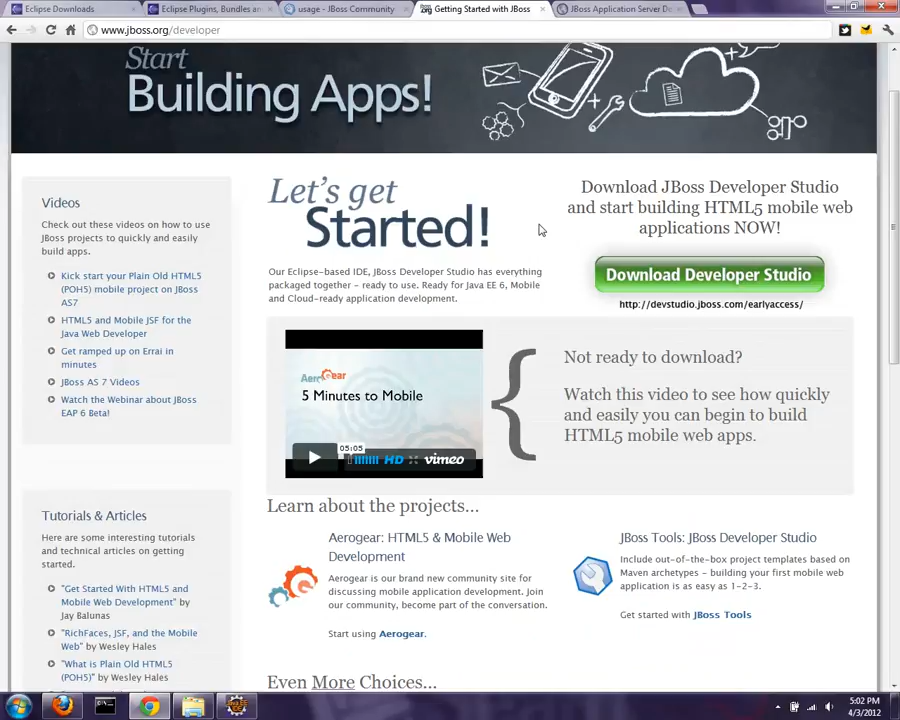 Eclipse Downloads
Eclipse Plugins, Bundles an
usage - JBoss Community
Getting Started with JBoss
JBoss Application Server De
www.jboss.org/developer
Start
Building Apps!
Videos
Check out these videos on how to use
JBoss projects to quickly and easily
build apps.
Kick start your Plain Old HTML5
(POH5) mobile project on JBoss
AS7
HTML5 and Mobile JSF for the
Java Web Developer
Get ramped up on Errai in
minutes
JBoss AS 7 Videos
Watch the Webinar about JBoss
EAP 6 Beta!
Tutorials & Articles
Here are some interesting tutorials
and technical articles on getting
started.
"Get Started With HTML5 and
Mobile Web Development" by
Jay Balunas
"RichFaces, JSF, and the Mobile
Web" by Wesley Hales
"What is Plain Old HTML5
(POH5)" by Wesley Hales
Let's get
Started!
Our Eclipse-based IDE, JBoss Developer Studio has everything
packaged together - ready to use. Ready for Java EE 6, Mobile
and Cloud-ready application development.
Download JBoss Developer Studio
and start building HTML5 mobile web
applications NOW!
Download Developer Studio
http://devstudio.jboss.com/earlyaccess/
AeroGear
5 Minutes to Mobile
05:05
HD
vimeo
Not ready to download?
Watch this video to see how quickly
and easily you can begin to build
HTML5 mobile web apps.
Learn about the projects...
Aerogear: HTML5 & Mobile Web
Development
Aerogear is our brand new community site for
discussing mobile application development. Join
our community, become part of the conversation.
Start using Aerogear.
JBoss Tools: JBoss Developer Studio
Include out-of-the-box project templates based on
Maven archetypes - building your first mobile web
application is as easy as 1-2-3.
Get started with JBoss Tools
Even More Choices...
5:02 PM
4/3/2012